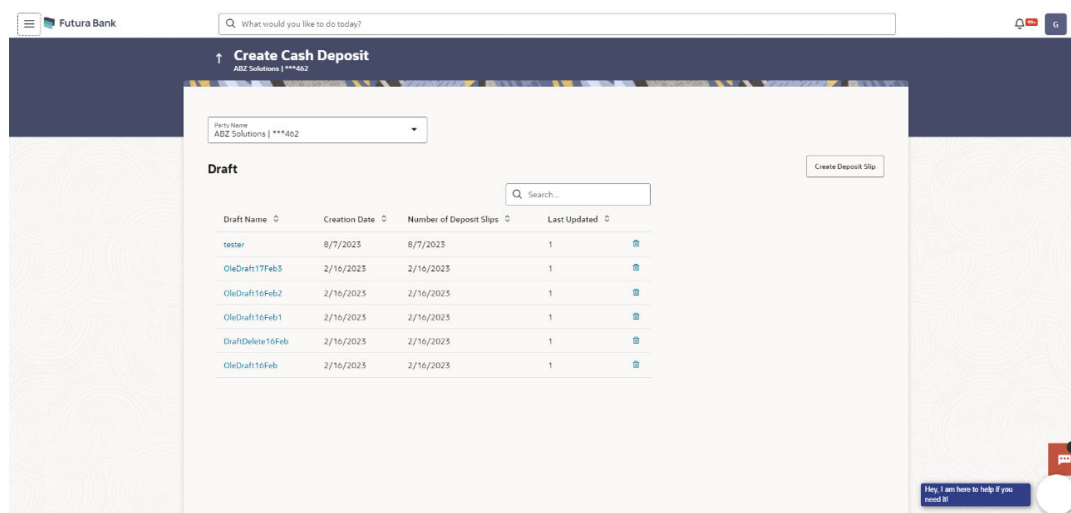 Futura Bank
What would you like to do today?
99+
G
↑ Create Cash Deposit
ABZ Solutions | ***462
Party Name
ABZ Solutions | ***462
Draft
Create Deposit Slip
Search...
Draft Name Creation Date Number of Deposit Slips Last Updated
tester 8/7/2023 8/7/2023 1
OleDraft17Feb3 2/16/2023 2/16/2023 1
OleDraft16Feb2 2/16/2023 2/16/2023 1
OleDraft16Feb1 2/16/2023 2/16/2023 1
DraftDelete16Feb 2/16/2023 2/16/2023 1
OleDraft16Feb 2/16/2023 2/16/2023 1
Hey, I am here to help if you
need it!